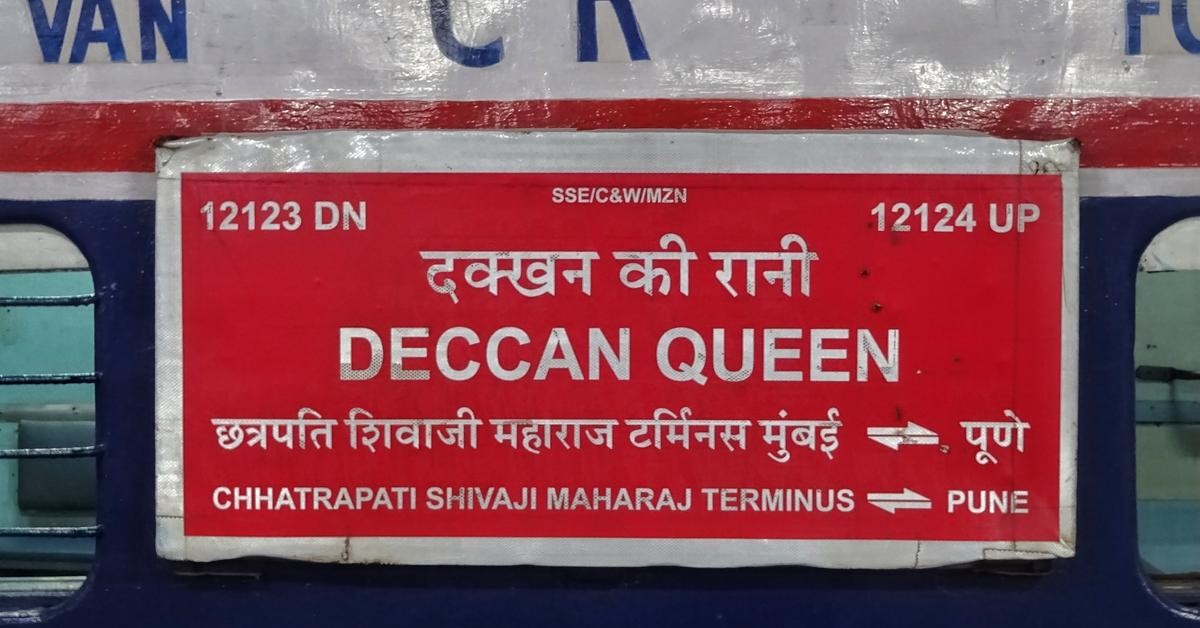 VAN C R
SSE/C&W/MZN
12123 DN 12124 UP
दक्खन की रानी
DECCAN QUEEN
छत्रपति शिवाजी महाराज टर्मिनस मुंबई ⇌ पूणे
CHHATRAPATI SHIVAJI MAHARAJ TERMINUS ⇌ PUNE